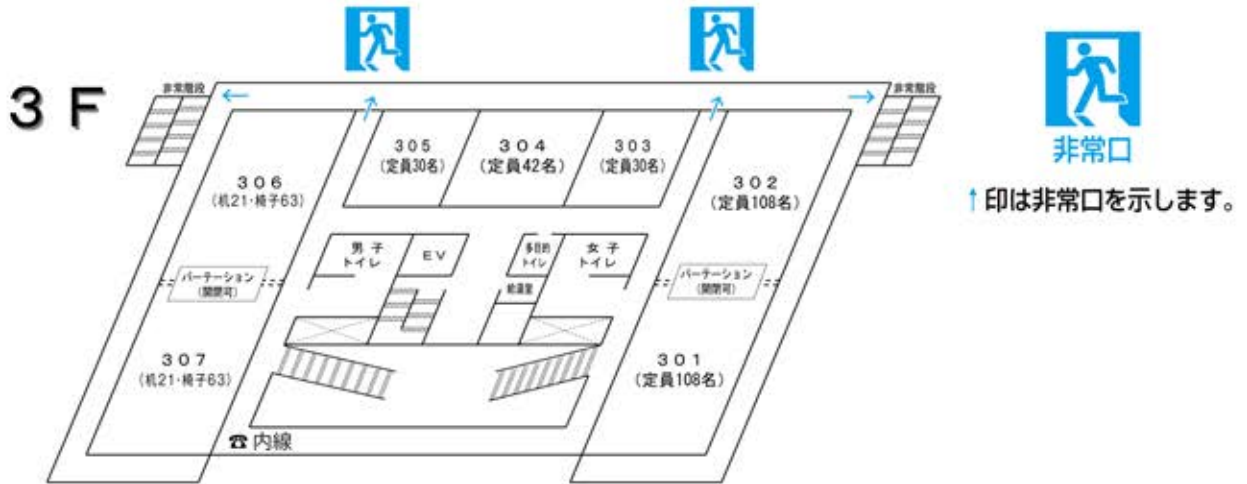 3 F
非常階段
非常階段
305
(定員30名)
304
(定員42名)
303
(定員30名)
306
(机21・椅子63)
302
(定員108名)
男子
トイレ
EV
多目的
トイレ
女子
トイレ
給湯室
パーテーション
(開閉可)
パーテーション
(開閉可)
307
(机21・椅子63)
301
(定員108名)
☎内線
非常口
↑印は非常口を示します。